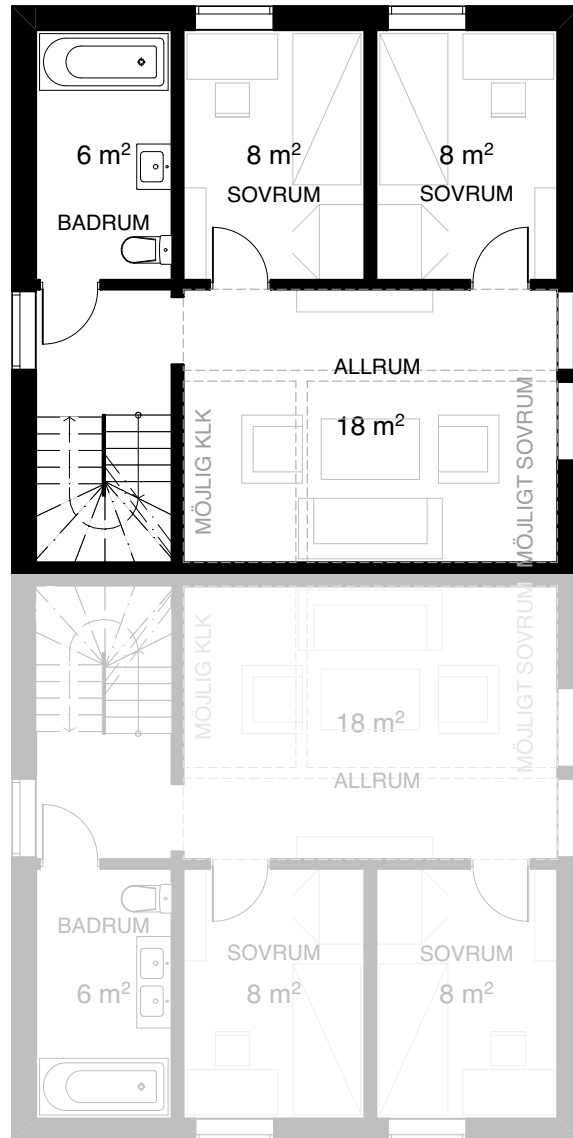 6 m²
8 m²
8 m²
SOVRUM
SOVRUM
BADRUM
ALLRUM
18 m²
MÖJLIG KLK
MÖJLIGT SOVRUM
MÖJLIG KLK
MÖJLIGT SOVRUM
18 m²
ALLRUM
BADRUM
SOVRUM
SOVRUM
6 m²
8 m²
8 m²